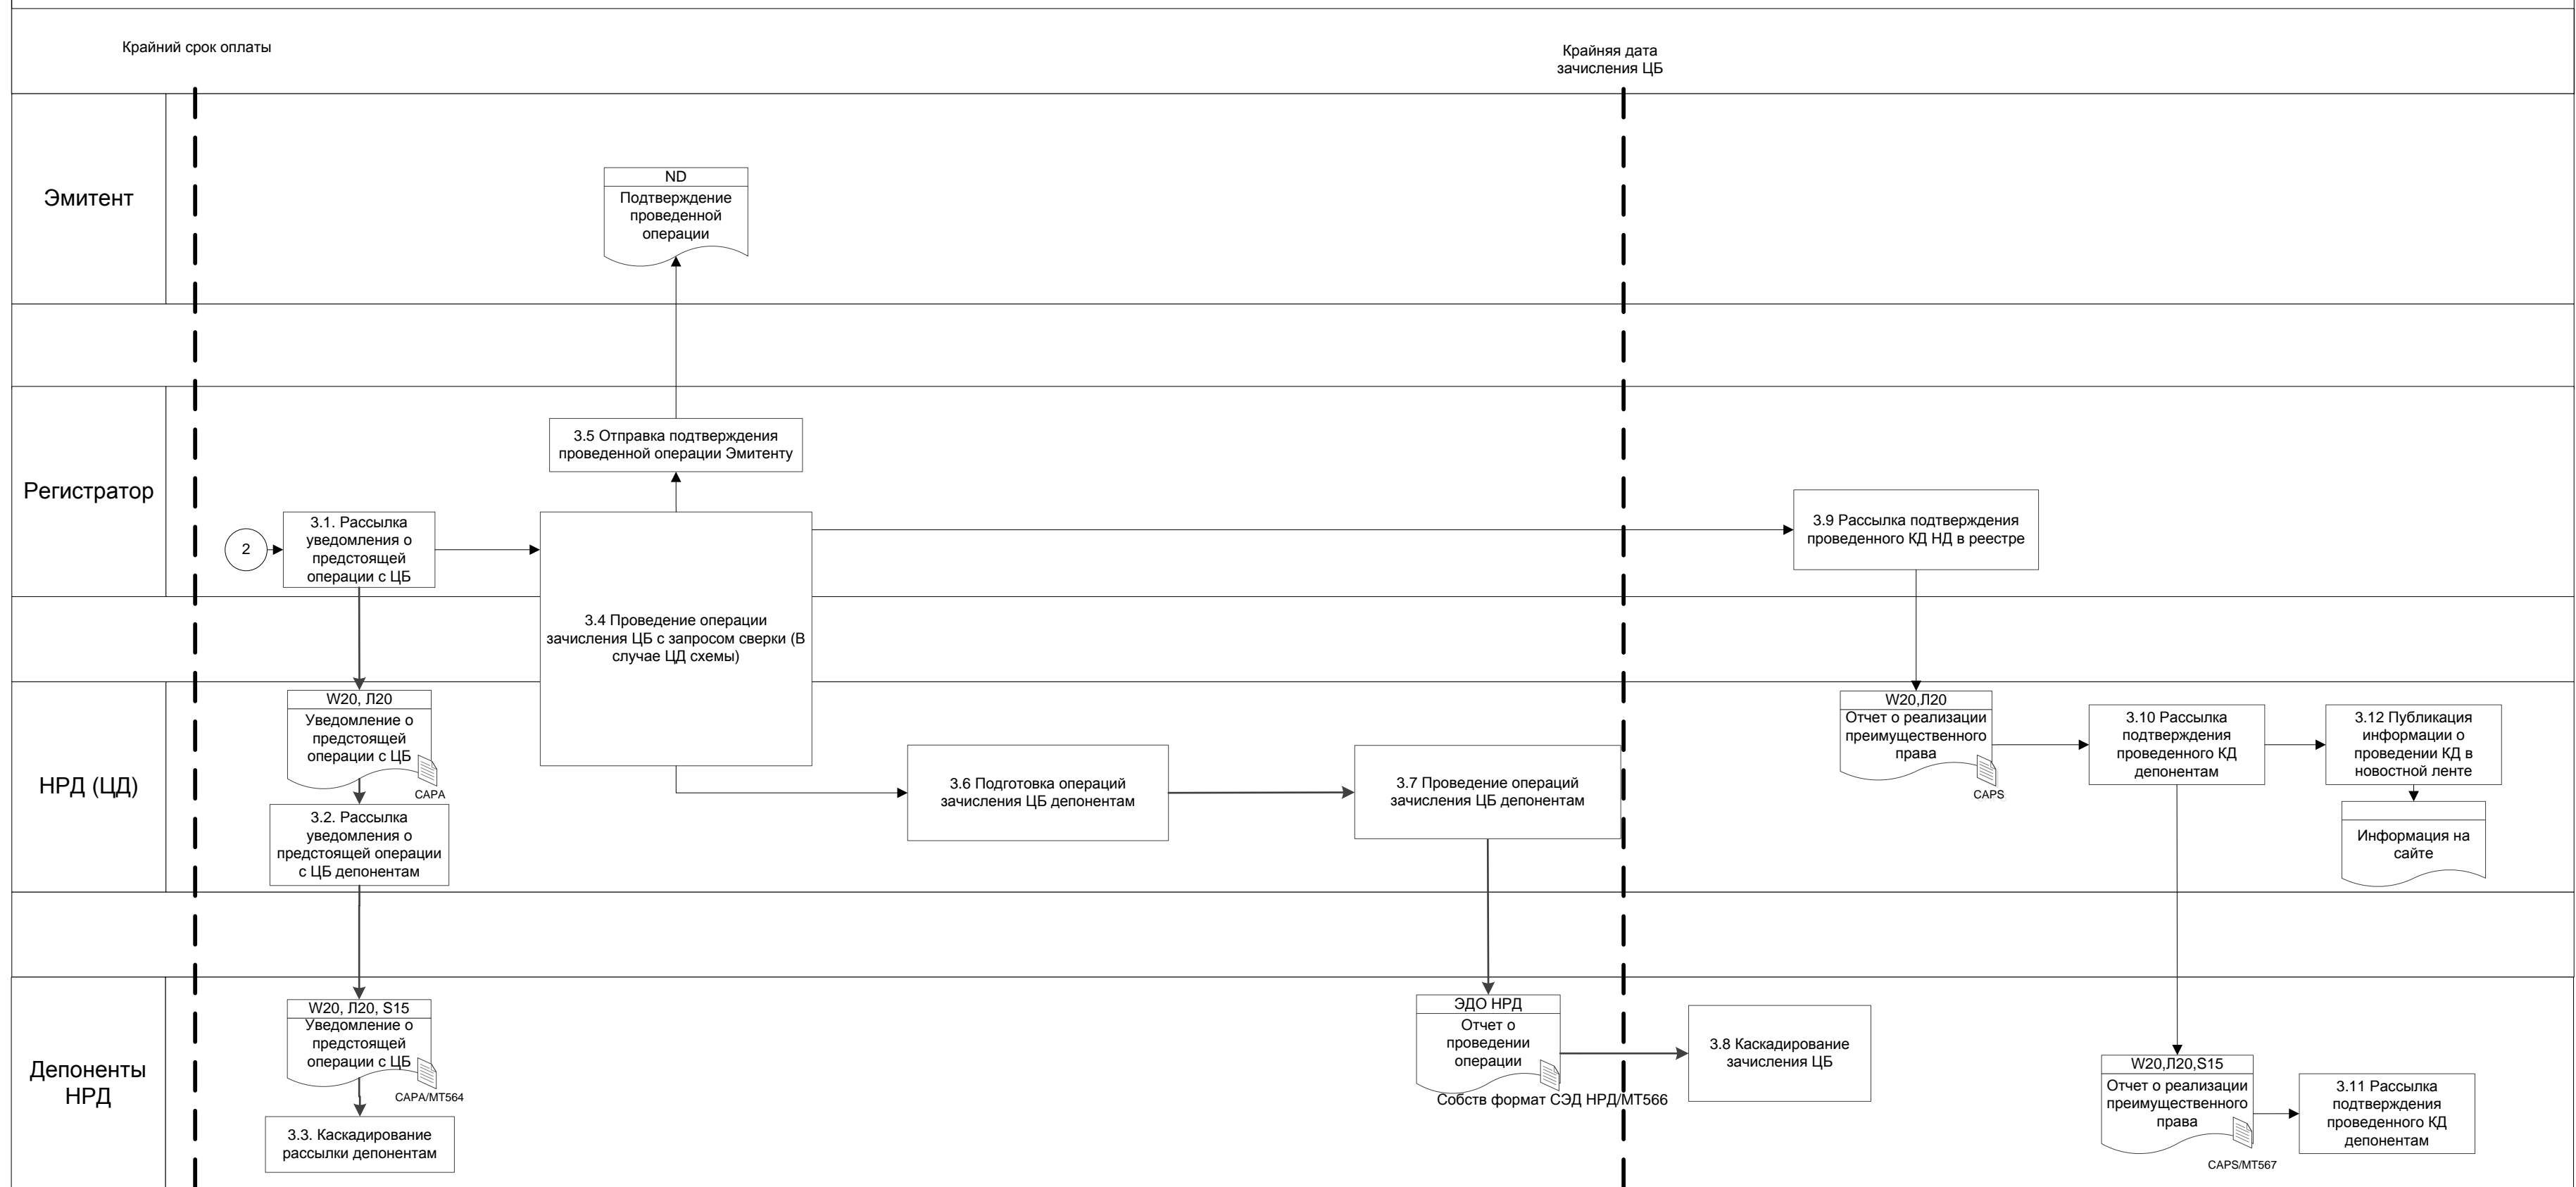 Крайний срок оплаты
Крайняя дата
зачисления ЦБ
Эмитент
ND
Подтверждение
проведенной
операции
Регистратор
3.5 Отправка подтверждения
проведенной операции Эмитенту
2
3.1. Рассылка
уведомления о
предстоящей
операции с ЦБ
3.4 Проведение операции
зачисления ЦБ с запросом сверки (В
случае ЦД схемы)
3.9 Рассылка подтверждения
проведенного КД НД в реестре
НРД (ЦД)
W20, Л20
Уведомление о
предстоящей
операции с ЦБ
CAPA
3.2. Рассылка
уведомления о
предстоящей операции
с ЦБ депонентам
3.6 Подготовка операций
зачисления ЦБ депонентам
3.7 Проведение операций
зачисления ЦБ депонентам
W20,Л20
Отчет о реализации
преимущественного
права
CAPS
3.10 Рассылка
подтверждения
проведенного КД
депонентам
3.12 Публикация
информации о
проведении КД в
новостной ленте
Информация на
сайте
Депоненты
НРД
W20, Л20, S15
Уведомление о
предстоящей
операции с ЦБ
CAPA/MT564
3.3. Каскадирование
рассылки депонентам
ЭДО НРД
Отчет о
проведении
операции
Собств формат СЭД НРД/MT566
3.8 Каскадирование
зачисления ЦБ
W20,Л20,S15
Отчет о реализации
преимущественного
права
CAPS/MT567
3.11 Рассылка
подтверждения
проведенного КД
депонентам